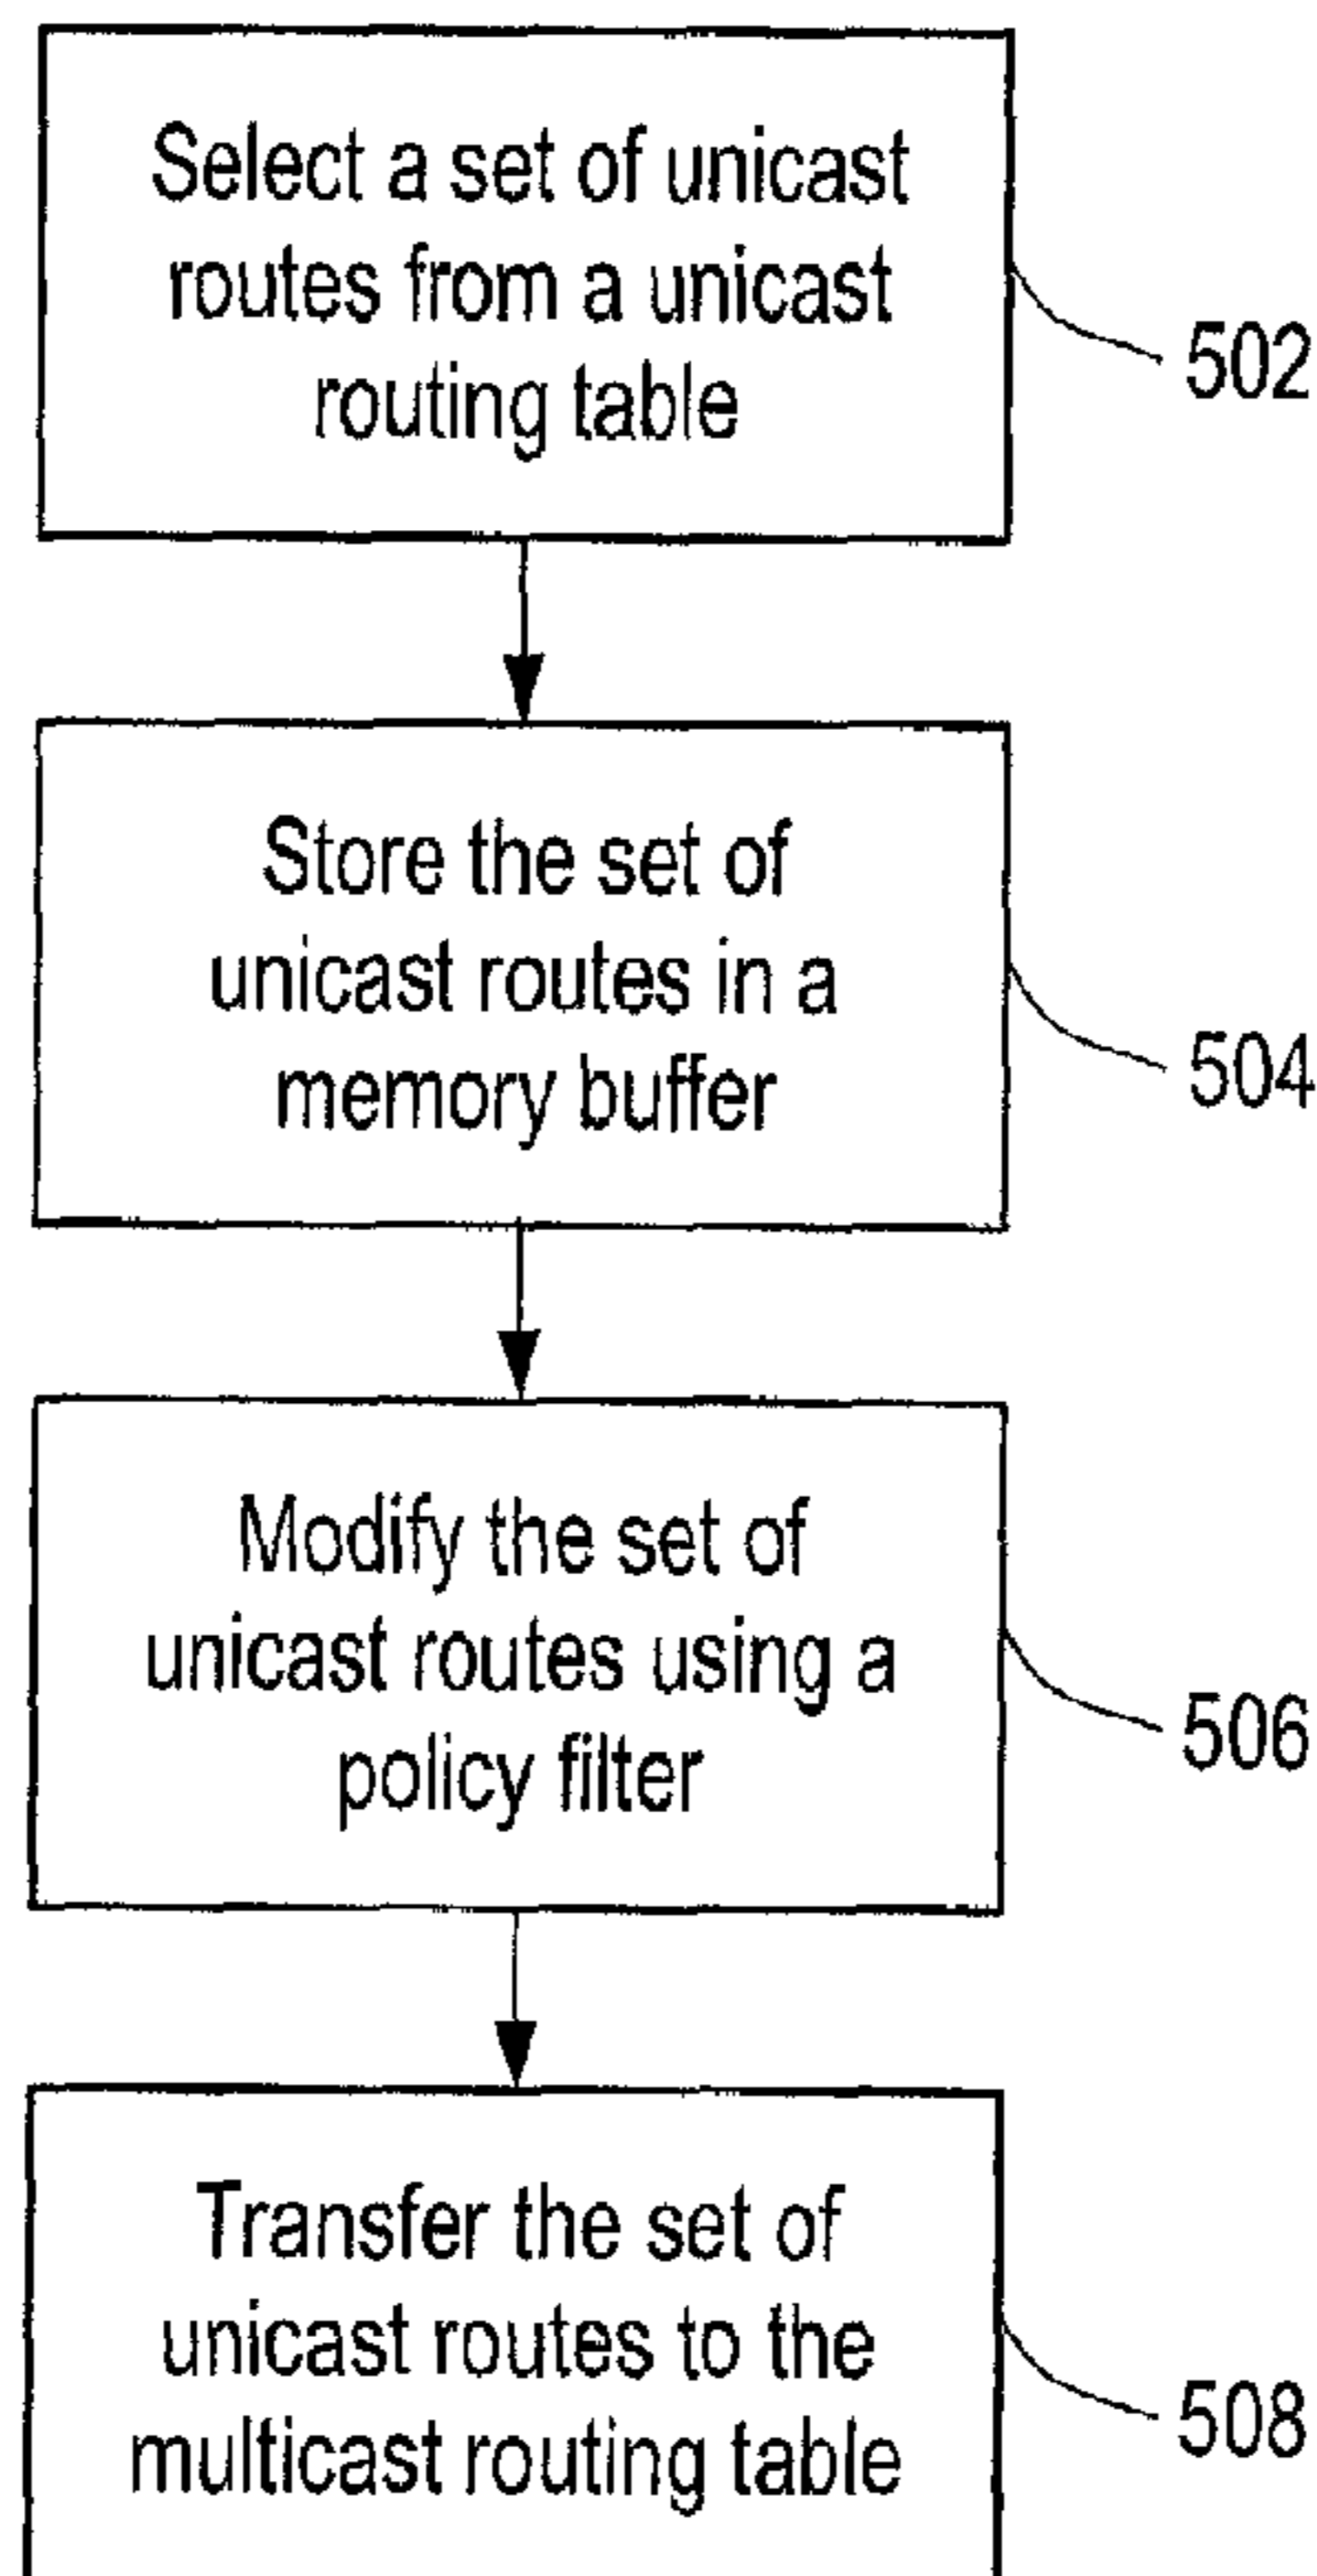 Select a set of unicast
routes from a unicast
routing table
502
Store the set of
unicast routes in a
memory buffer
504
Modify the set of
unicast routes using a
policy filter
506
Transfer the set of
unicast routes to the
multicast routing table
508